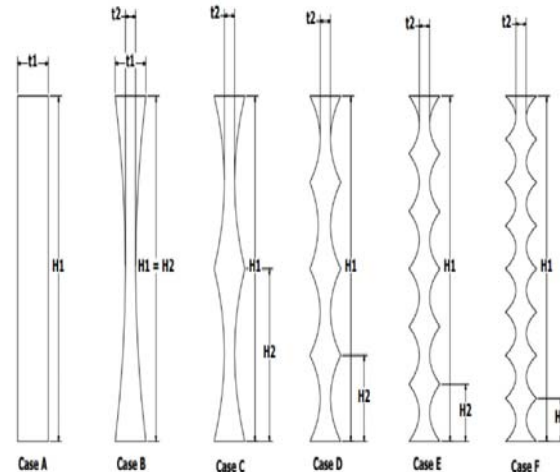 t2 t2 t2 t2 t2
t1 t1
H1 H1 = H2 H1 H1 H1 H1
H2 H2 H2 H
Case A Case B Case C Case D Case E Case F